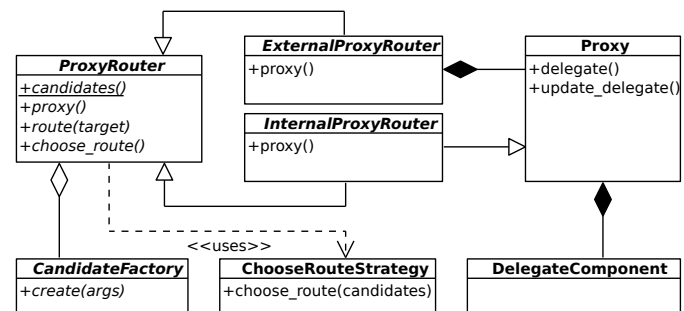 ExternalProxyRouter
+proxy()
Proxy
+delegate()
+update_delegate()
ProxyRouter
+candidates()
+proxy()
+route(target)
+choose_route()
InternalProxyRouter
+proxy()
<<uses>>
CandidateFactory
+create(args)
ChooseRouteStrategy
+choose_route(candidates)
DelegateComponent